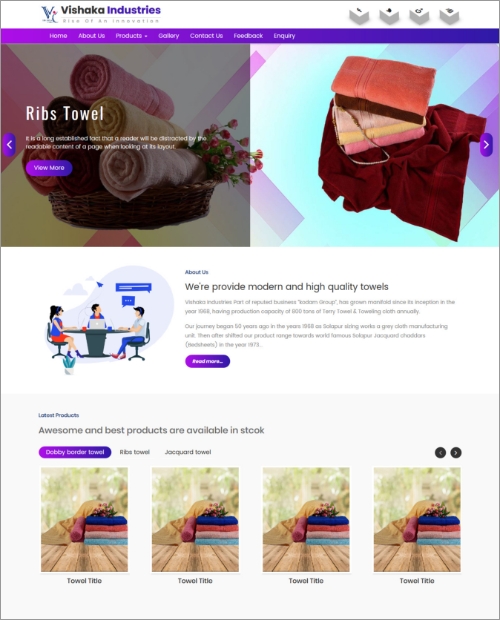 Vishaka Industries
Rise Of An Innovation
Home About Us Products Gallery Contact Us Feedback Enquiry
Ribs Towel
It is a long established fact that a reader will be distracted by the
readable content of a page when looking at its layout.
View More
About Us
We're provide modern and high quality towels
Vishaka Industries Part of reputed business "kadam Group", has grown manifold since its inception in the
year 1968, having production capacity of 600 tons of Terry Towel & Toweling cloth annually.
Our journey began 50 years ago in the years 1968 as Solapur sizing works a grey cloth manufacturing
unit. Then after shifted our product range towards world famous Solapur Jacquard chaddars
(Bedsheets) in the year 1973...
Read more...
Latest Products
Awesome and best products are available in stcok
Dobby border towel Ribs towel Jacquard towel
Towel Title Towel Title Towel Title Towel Title